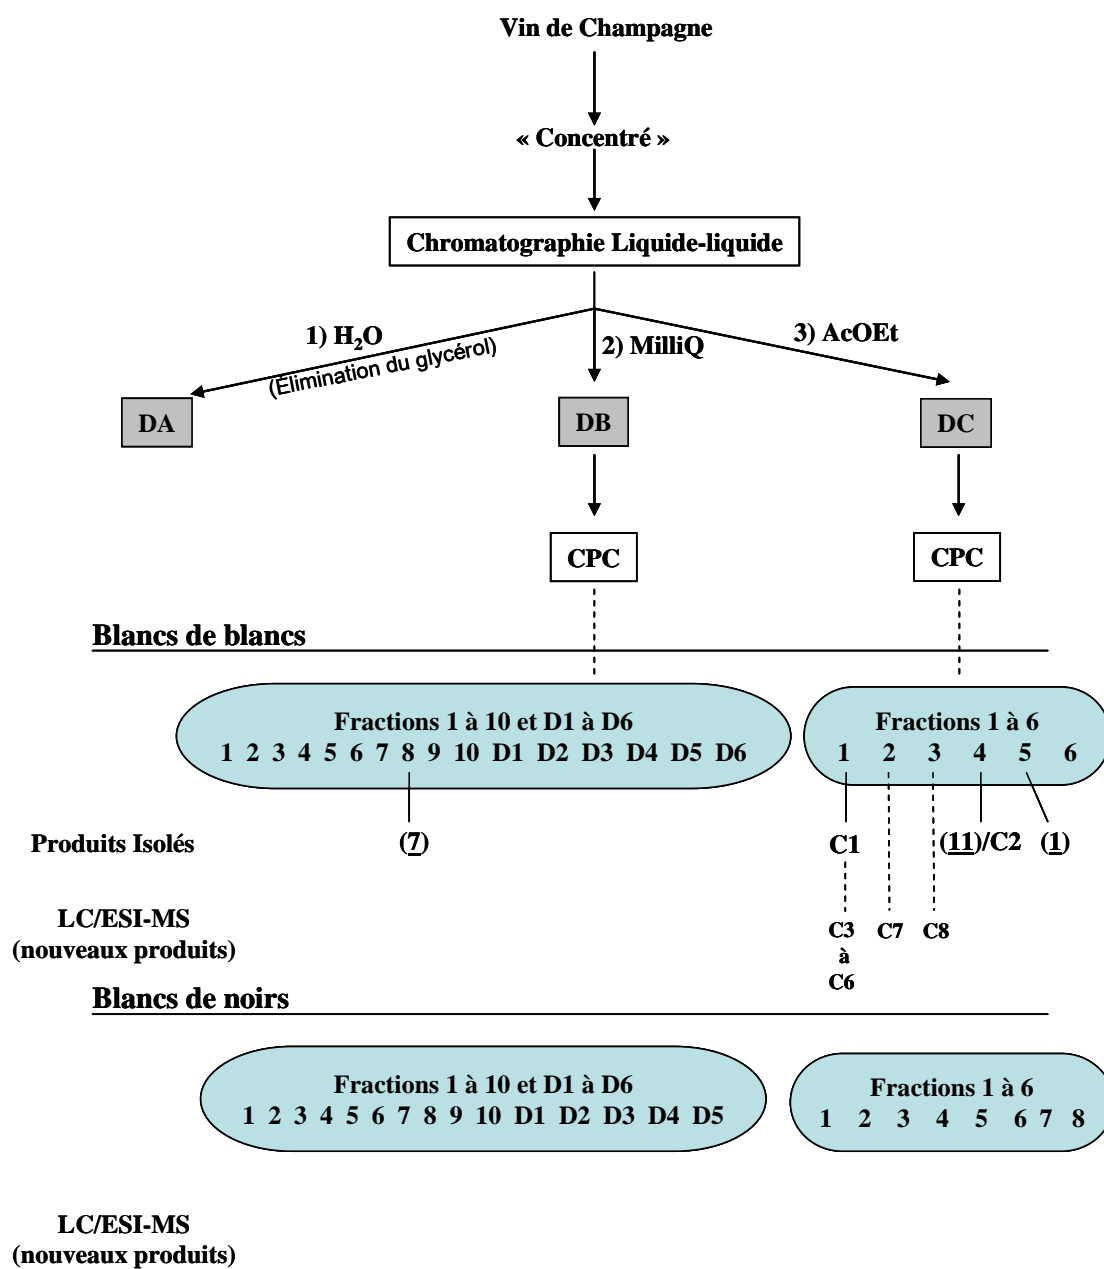 Vin de Champagne
« Concentré »
Chromatographie Liquide-liquide
1) H₂O
(Élimination du glycérol)
2) MilliQ
3) AcOEt
DA
DB
DC
CPC
CPC
Blancs de blancs
Fractions 1 à 10 et D1 à D6
1 2 3 4 5 6 7 8 9 10 D1 D2 D3 D4 D5 D6
Fractions 1 à 6
1 2 3 4 5 6
Produits Isolés
(7)
C1
(11)/C2
(1)
LC/ESI-MS
(nouveaux produits)
C3
à
C6
C7
C8
Blancs de noirs
Fractions 1 à 10 et D1 à D6
1 2 3 4 5 6 7 8 9 10 D1 D2 D3 D4 D5
Fractions 1 à 6
1 2 3 4 5 6 7 8
LC/ESI-MS
(nouveaux produits)